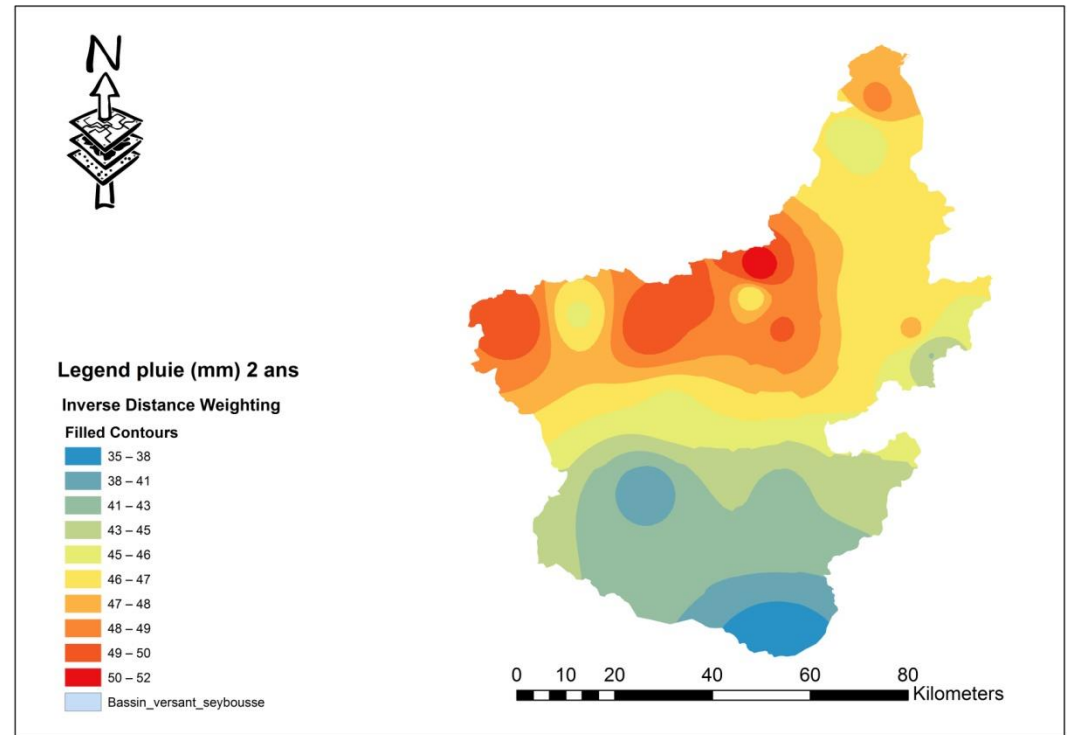 N
Legend pluie (mm) 2 ans
Inverse Distance Weighting
Filled Contours
35 – 38
38 – 41
41 – 43
43 – 45
45 – 46
46 – 47
47 – 48
48 – 49
49 – 50
50 – 52
Bassin_versant_seybousse
0 10 20 40 60 80
Kilometers